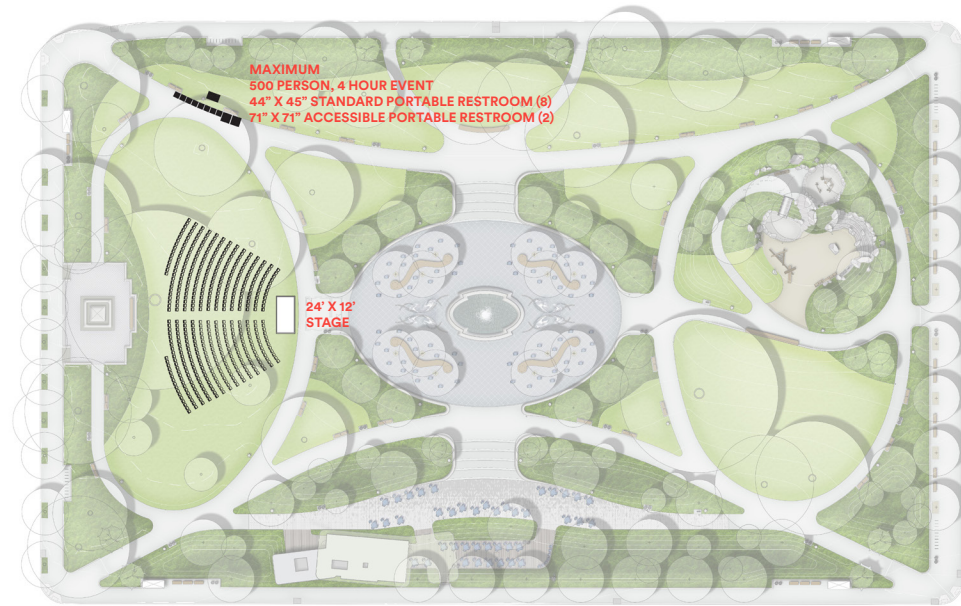 MAXIMUM
500 PERSON, 4 HOUR EVENT
44” X 45” STANDARD PORTABLE RESTROOM (8)
71” X 71” ACCESSIBLE PORTABLE RESTROOM (2)
24’ X 12’
STAGE